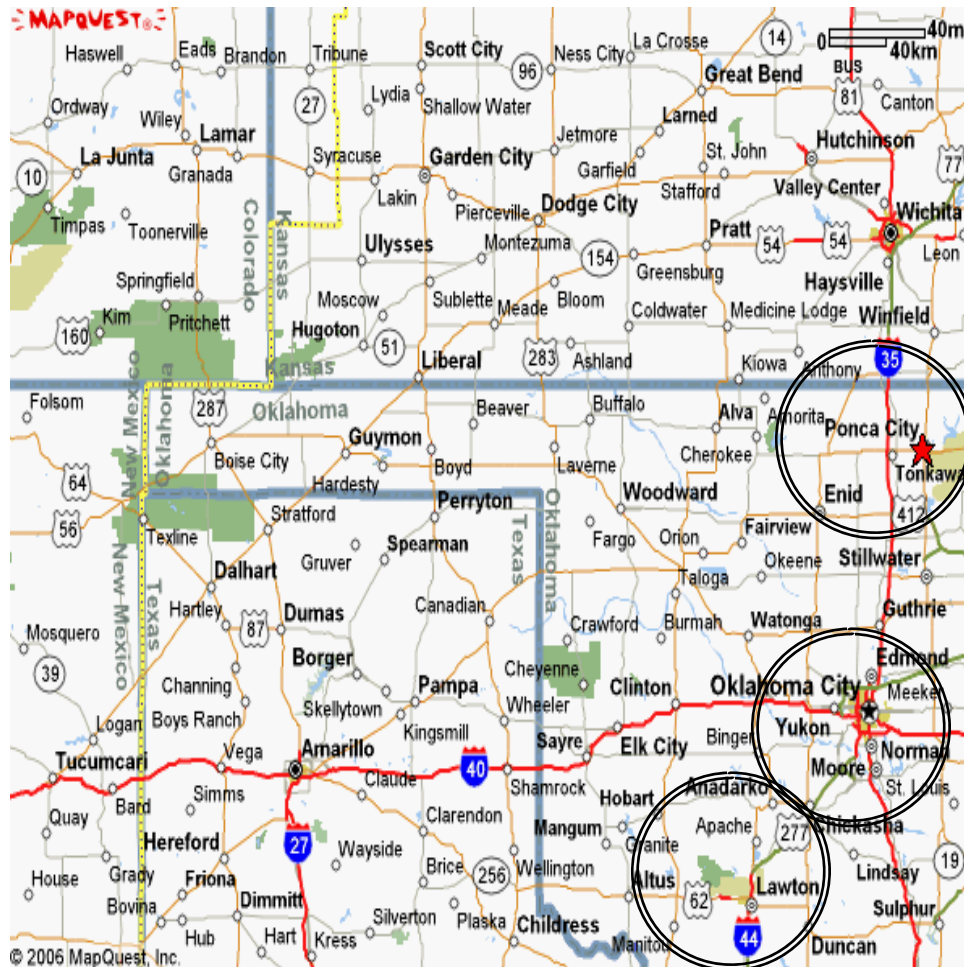 MAPQUEST
40m
0
40km
14
BUS
81
Eads
Haswell
Brandon
Tribune
Scott City
La Crosse
Ness City
96
Great Bend
Canton
27
Lydia
Shallow Water
Ordway
Wiley
Lamar
Larned
Hutchinson
Jetmore
La Junta
Syracuse
Garden City
Garfield
St. John
77
10
Granada
Lakin
Stafford
Valley Center
Pierceville
Dodge City
Wichita
Timpas
Toonerville
Colorado
Kansas
Ulysses
Montezuma
Pratt
54
54
154
Leon
Greensburg
Springfield
Moscow
Sublette
Meade
Bloom
Haysville
Coldwater
Medicine Lodge
Winfield
160
Kim
Pritchett
Hugoton
51
Liberal
283
Ashland
Kiowa
35
Anthony
Kansas
Oklahoma
New Mexico
Oklahoma
Folsom
287
Beaver
Buffalo
Alva
Amorita
Guymon
Ponca City
Boise City
Boyd
Laverne
Cherokee
Tonkawa
64
Hardesty
Perryton
Woodward
Enid
412
56
Texline
Stratford
Texas
Oklahoma
Fargo
Orion
Fairview
Gruver
Spearman
Okeene
Stillwater
New Mexico
Texas
Dalhart
Taloga
Hartley
Dumas
Canadian
Guthrie
87
Crawford
Burmah
Watonga
Mosquero
39
Borger
Cheyenne
Edmond
Channing
Pampa
Clinton
Oklahoma City
Meeker
Skellytown
Wheeler
Logan
Boys Ranch
Kingsmill
Yukon
Sayre
Elk City
Binger
Norman
Tucumcari
Vega
Amarillo
40
Moore
Claude
Shamrock
St. Louis
Bard
Simms
Hobart
Anadarko
Quay
Clarendon
Mangum
Apache
277
Chickasha
Hereford
27
Wayside
Granite
19
Wellington
Grady
Brice
Lindsay
House
Friona
256
Altus
62
Lawton
Bovina
Dimmitt
Silverton
Plaska
Childress
Sulphur
Hub
Hart
Kress
Manitou
44
Duncan
© 2006 MapQuest, Inc.